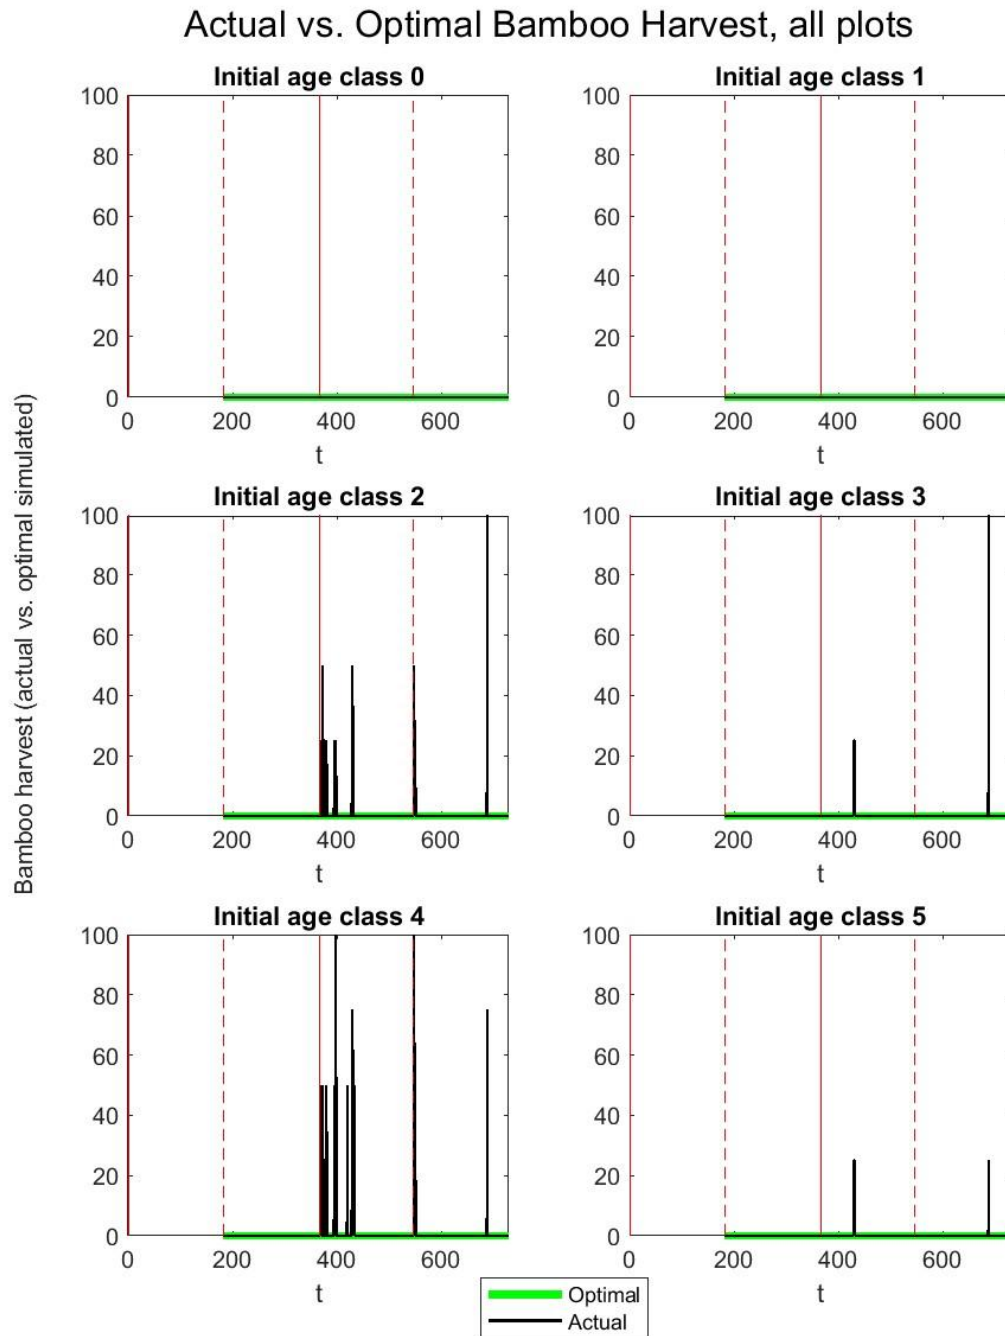 Actual vs. Optimal Bamboo Harvest, all plots
Bamboo harvest (actual vs. optimal simulated)
Initial age class 0
100
80
60
40
20
0
0 200 400 600
t
Initial age class 1
100
80
60
40
20
0
0 200 400 600
t
Initial age class 2
100
80
60
40
20
0
0 200 400 600
t
Initial age class 3
100
80
60
40
20
0
0 200 400 600
t
Initial age class 4
100
80
60
40
20
0
0 200 400 600
t
Initial age class 5
100
80
60
40
20
0
0 200 400 600
t
Optimal
Actual